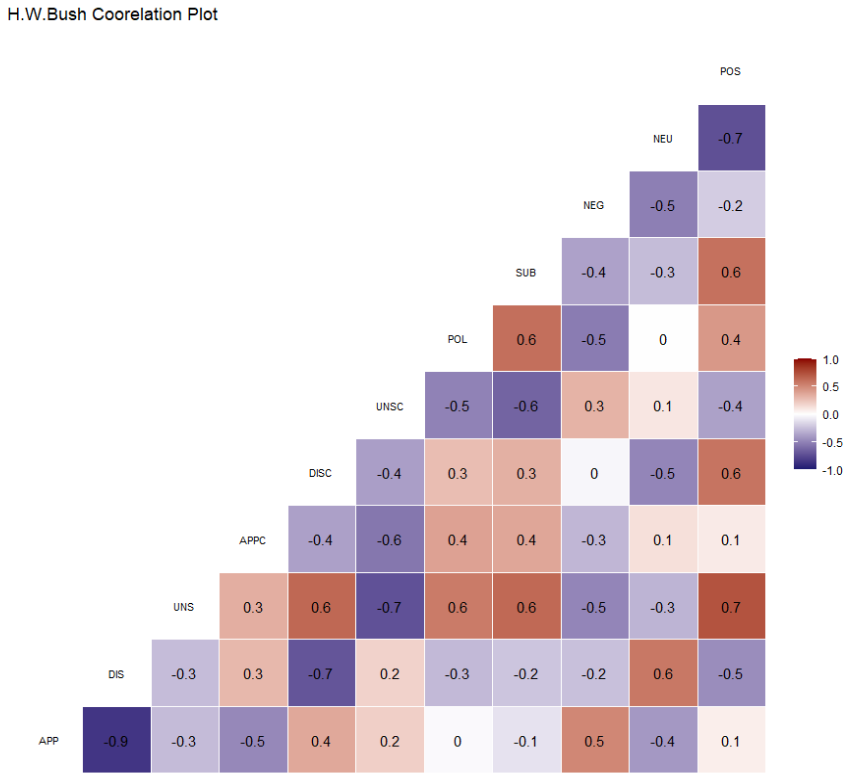 H.W.Bush Coorelation Plot
POS
NEU -0.7
NEG -0.5 -0.2
SUB -0.4 -0.3 0.6
POL 0.6 -0.5 0 0.4
UNSC -0.5 -0.6 0.3 0.1 -0.4
DISC -0.4 0.3 0.3 0 -0.5 0.6
APPC -0.4 -0.6 0.4 0.4 -0.3 0.1 0.1
UNS 0.3 0.6 -0.7 0.6 0.6 -0.5 -0.3 0.7
DIS -0.3 0.3 -0.7 0.2 -0.3 -0.2 -0.2 0.6 -0.5
APP -0.9 -0.3 -0.5 0.4 0.2 0 -0.1 0.5 -0.4 0.1
1.0
0.5
0.0
-0.5
-1.0